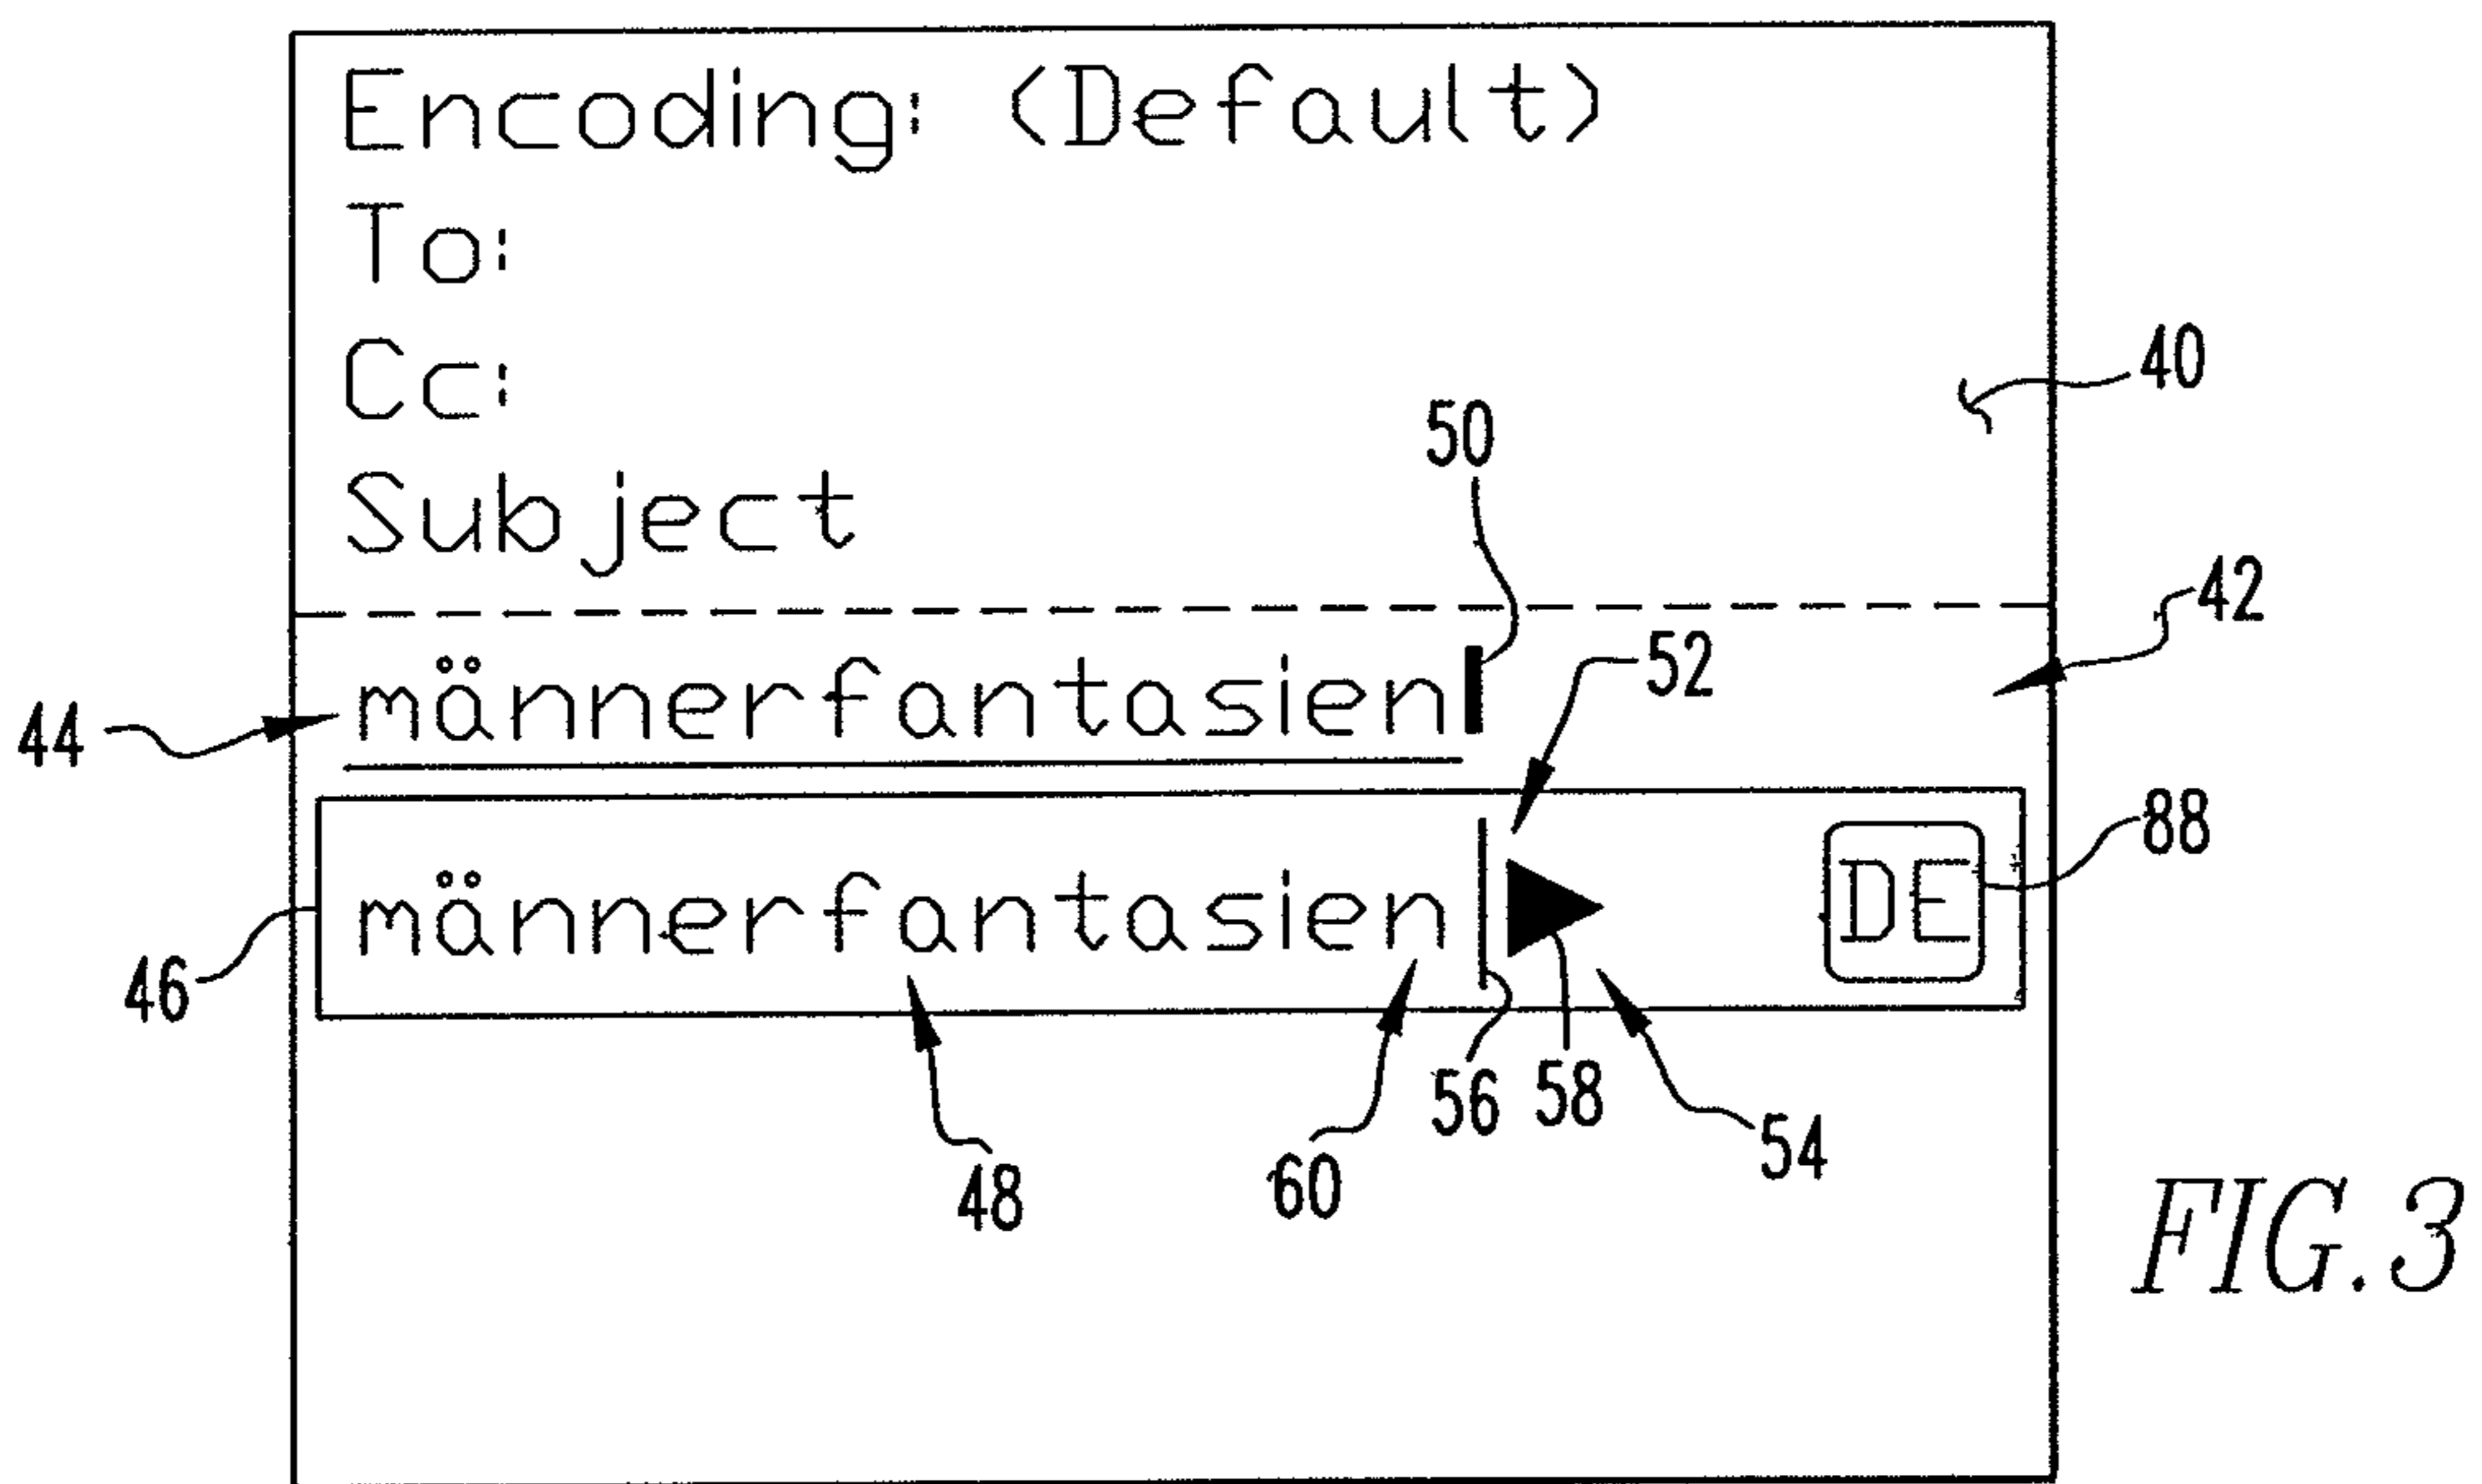 Encoding: (Default)
To:
Cc:
40
50
Subject
42
52
männerfantasien
44
88
männerfantasien DE
46
56 58
54
48 60
FIG.3